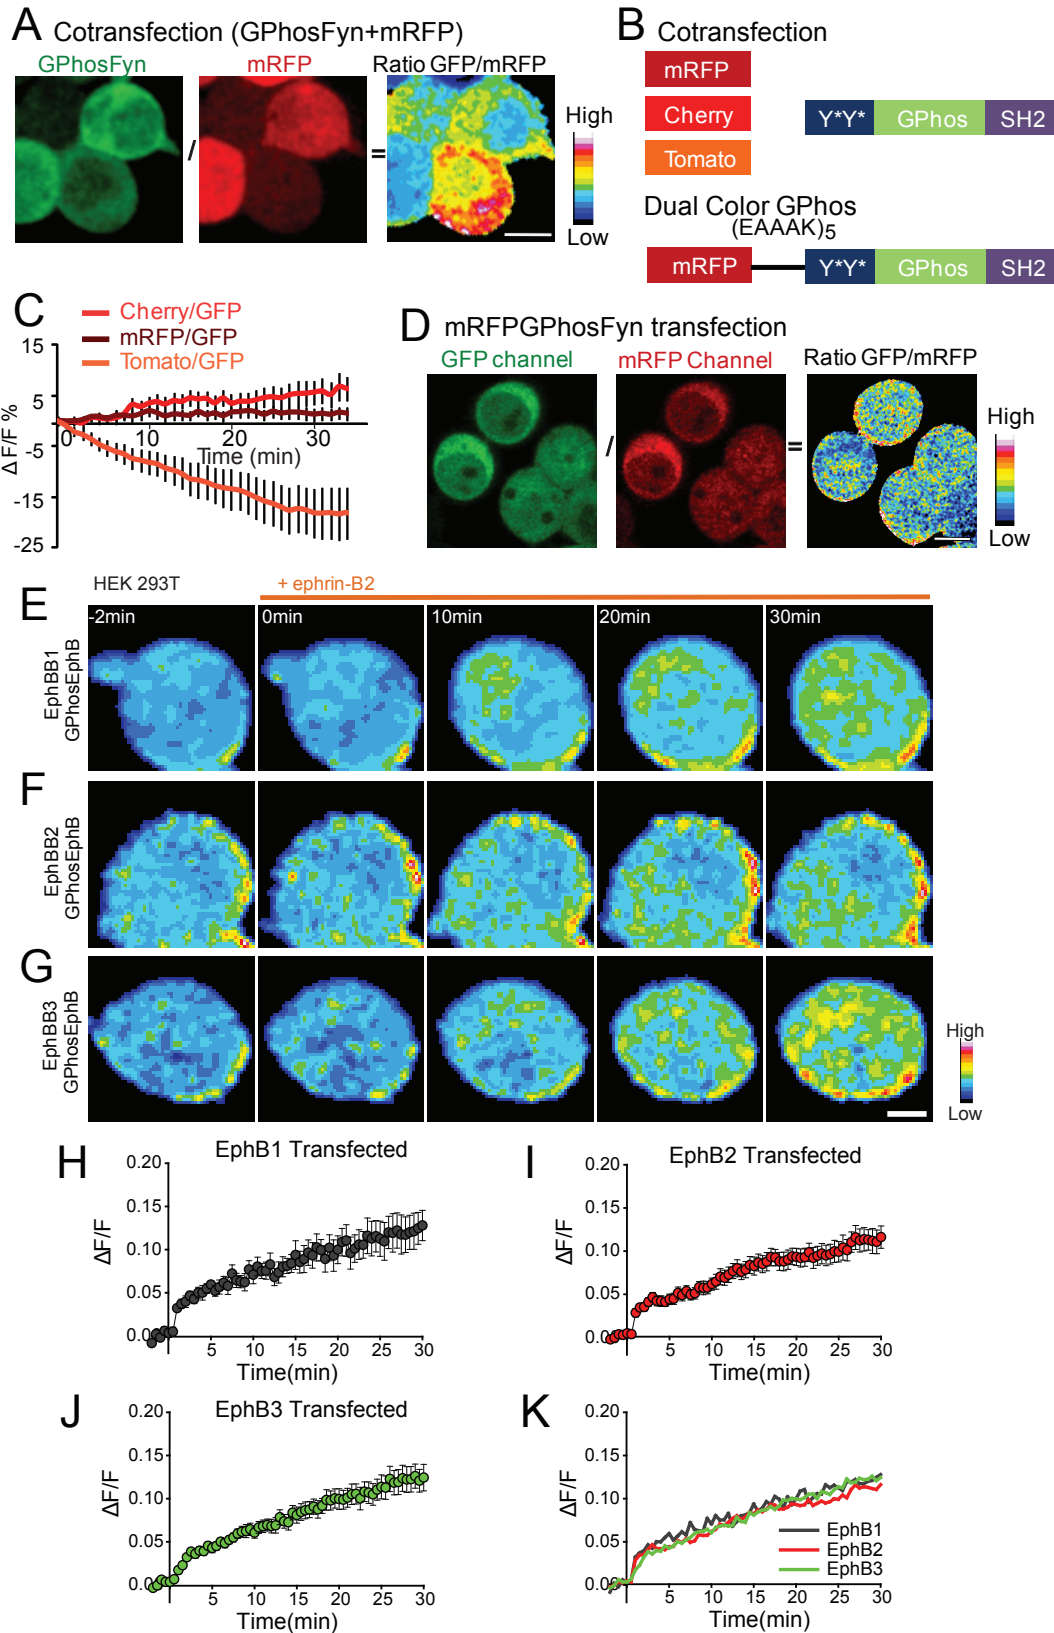 A Cotransfection (GPhosFyn+mRFP)
GPhosFyn mRFP Ratio GFP/mRFP
/ =
High
Low
B Cotransfection
mRFP
Cherry
Tomato
Y*Y* GPhos SH2
Dual Color GPhos
(EAAAK)5
mRFP Y*Y* GPhos SH2
C
Cherry/GFP
mRFP/GFP
Tomato/GFP
15
5
-5
-15
-25
Δ F/F %
0 10 20 30
Time (min)
D mRFPGPhosFyn transfection
GFP channel mRFP Channel Ratio GFP/mRFP
/ =
High
Low
HEK 293T + ephrin-B2
E
EphBB1
GPhosEphB
-2min 0min 10min 20min 30min
F
EphBB2
GPhosEphB
G
EphBB3
GPhosEphB
High
Low
H EphB1 Transfected
0.20
0.15
0.10
0.05
0.0
ΔF/F
5 10 15 20 25 30
Time(min)
I EphB2 Transfected
0.20
0.15
0.10
0.05
0.0
ΔF/F
5 10 15 20 25 30
Time(min)
J EphB3 Transfected
0.20
0.15
0.10
0.05
0.0
ΔF/F
5 10 15 20 25 30
Time(min)
K
0.20
0.15
0.10
0.05
0.0
ΔF/F
EphB1
EphB2
EphB3
5 10 15 20 25 30
Time(min)